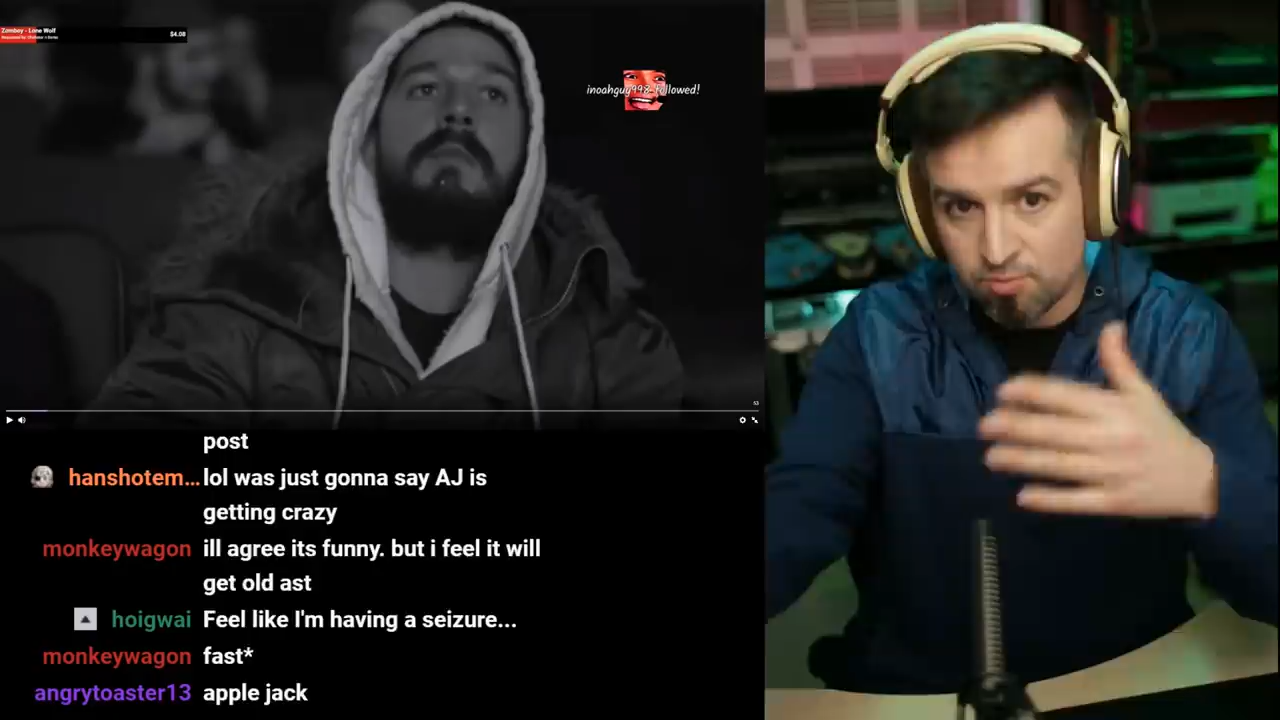 Zomboy - Lone Wolf
$4.08
inoahguy998 followed!
post
hanshotem... lol was just gonna say AJ is
getting crazy
monkeywagon ill agree its funny. but i feel it will
get old ast
hoigwai Feel like I'm having a seizure...
monkeywagon fast*
angrytoaster13 apple jack